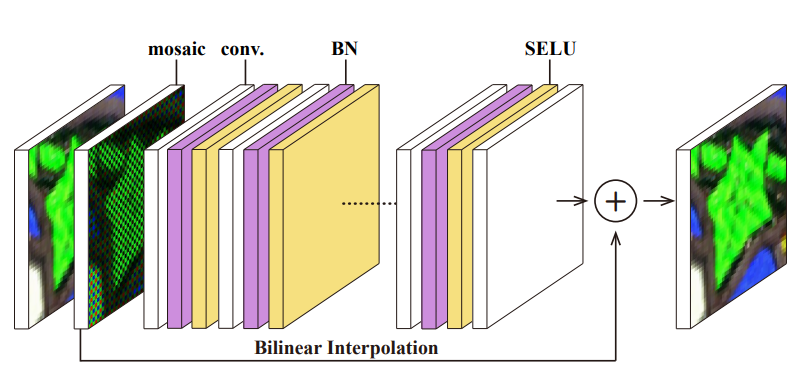 mosaic conv. BN SELU
Bilinear Interpolation